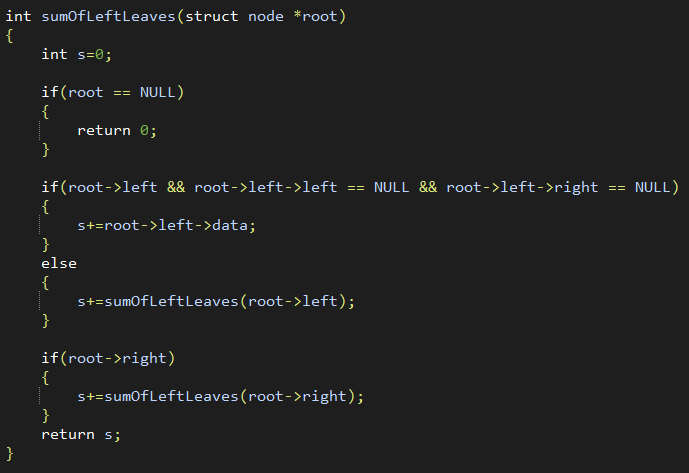 int sumOfLeftLeaves(struct node *root)
{
    int s=0;

    if(root == NULL)
    {
        return 0;
    }

    if(root->left && root->left->left == NULL && root->left->right == NULL)
    {
        s+=root->left->data;
    }
    else
    {
        s+=sumOfLeftLeaves(root->left);
    }

    if(root->right)
    {
        s+=sumOfLeftLeaves(root->right);
    }
    return s;
}